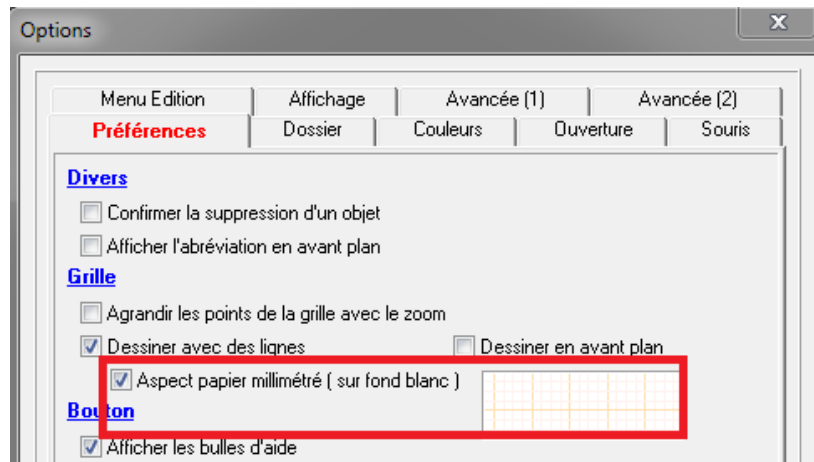 Options
Menu Edition Affichage Avancée (1) Avancée (2)
Préférences Dossier Couleurs Ouverture Souris
Divers
Confirmer la suppression d'un objet
Afficher l'abréviation en avant plan
Grille
Agrandir les points de la grille avec le zoom
Dessiner avec des lignes Dessiner en avant plan
Aspect papier millimétré ( sur fond blanc )
Bouton
Afficher les bulles d'aide